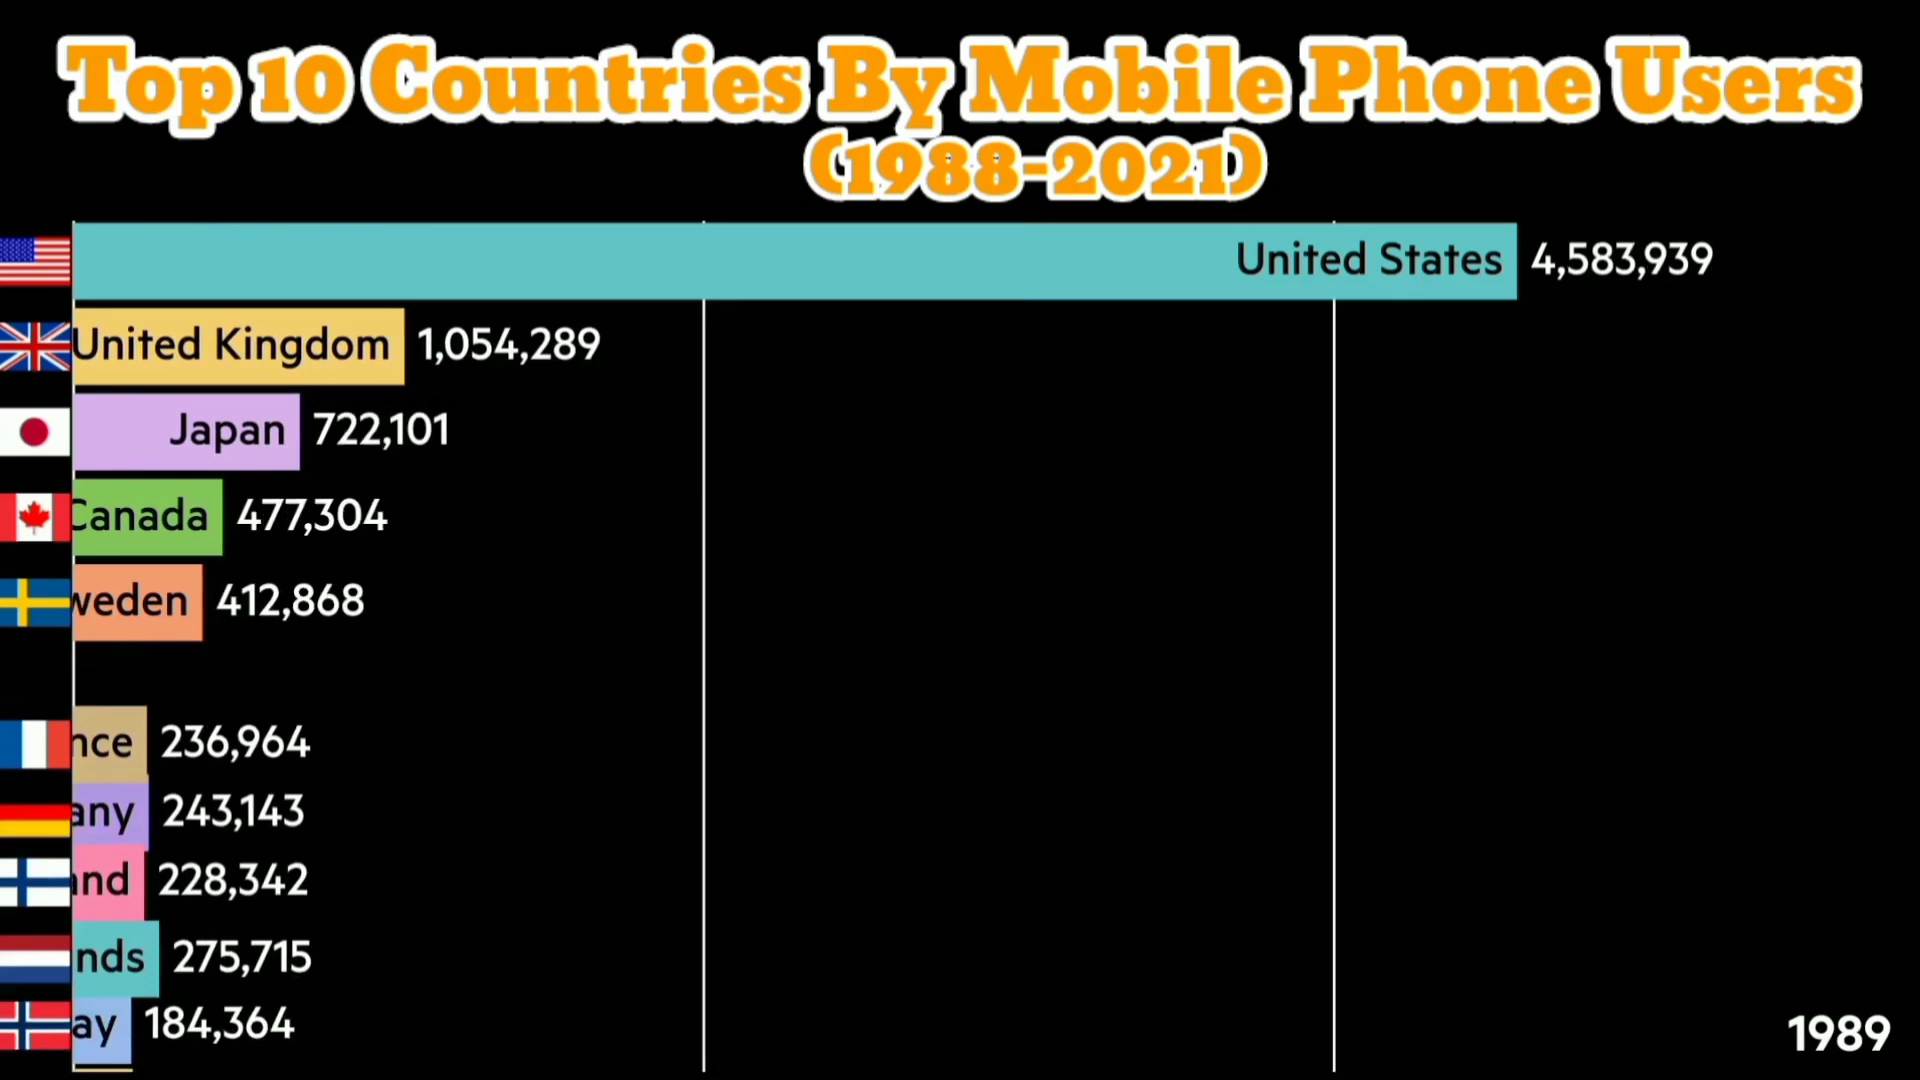 Top 10 Countries By Mobile Phone Users
(1988-2021)
United States 4,583,939
United Kingdom 1,054,289
Japan 722,101
Canada 477,304
weden 412,868
nce 236,964
any 243,143
and 228,342
nds 275,715
ay 184,364
1989